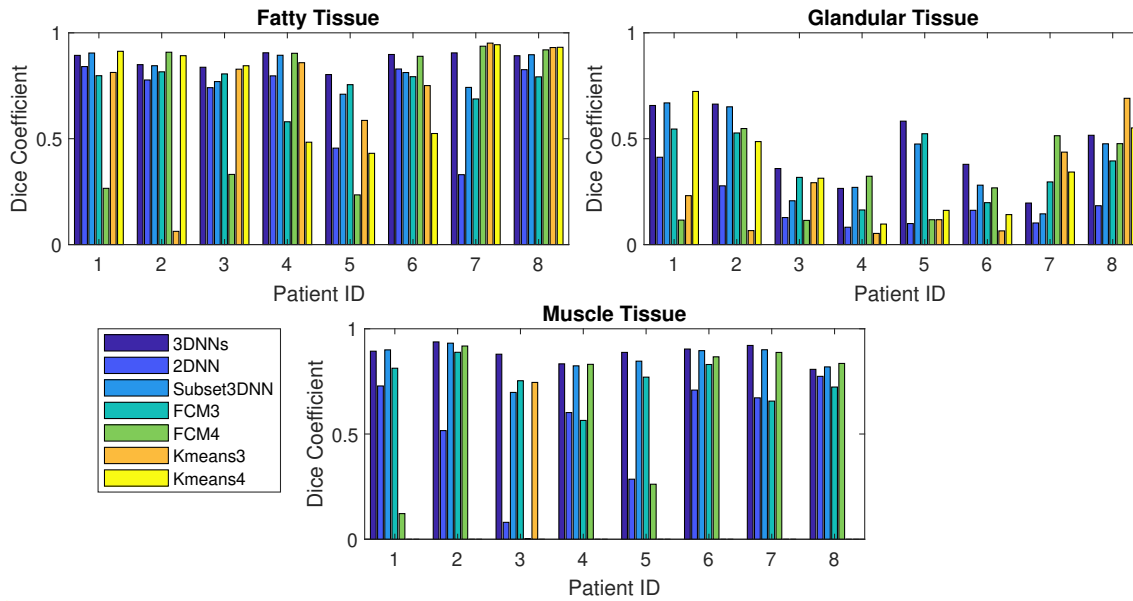 Fatty Tissue
1
0.5
0
Dice Coefficient
1 2 3 4 5 6 7 8
Patient ID
Glandular Tissue
1
0.5
0
Dice Coefficient
1 2 3 4 5 6 7 8
Patient ID
3DNNs
2DNN
Subset3DNN
FCM3
FCM4
Kmeans3
Kmeans4
Muscle Tissue
1
0.5
0
Dice Coefficient
1 2 3 4 5 6 7 8
Patient ID